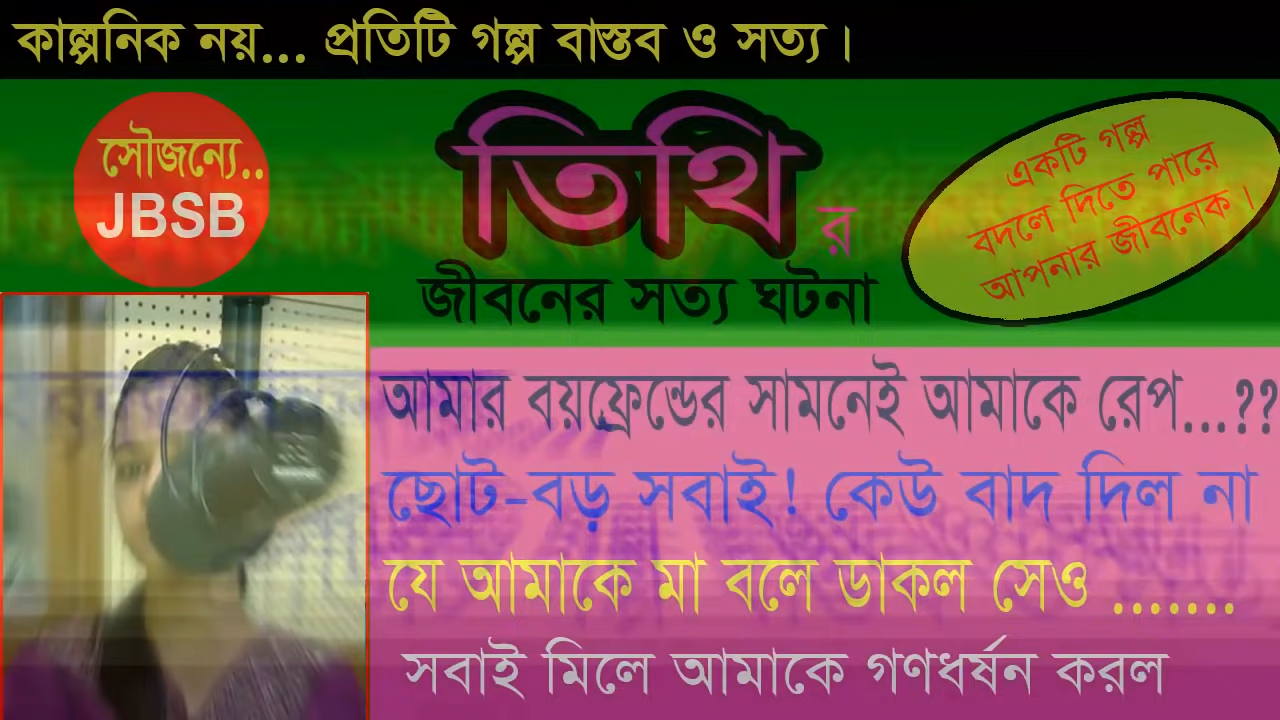 কাল্পনিক নয়... প্রতিটি গল্প বাস্তব ও সত্য।
সৌজন্যে..
JBSB
তিথি র
জীবনের সত্য ঘটনা
একটি গল্প
বদলে দিতে পারে
আপনার জীবনেক।
আমার বয়ফ্রেন্ডের সামনেই আমাকে রেপ...??
ছোট-বড় সবাই! কেউ বাদ দিল না
যে আমাকে মা বলে ডাকল সেও .......
সবাই মিলে আমাকে গণধর্ষন করল